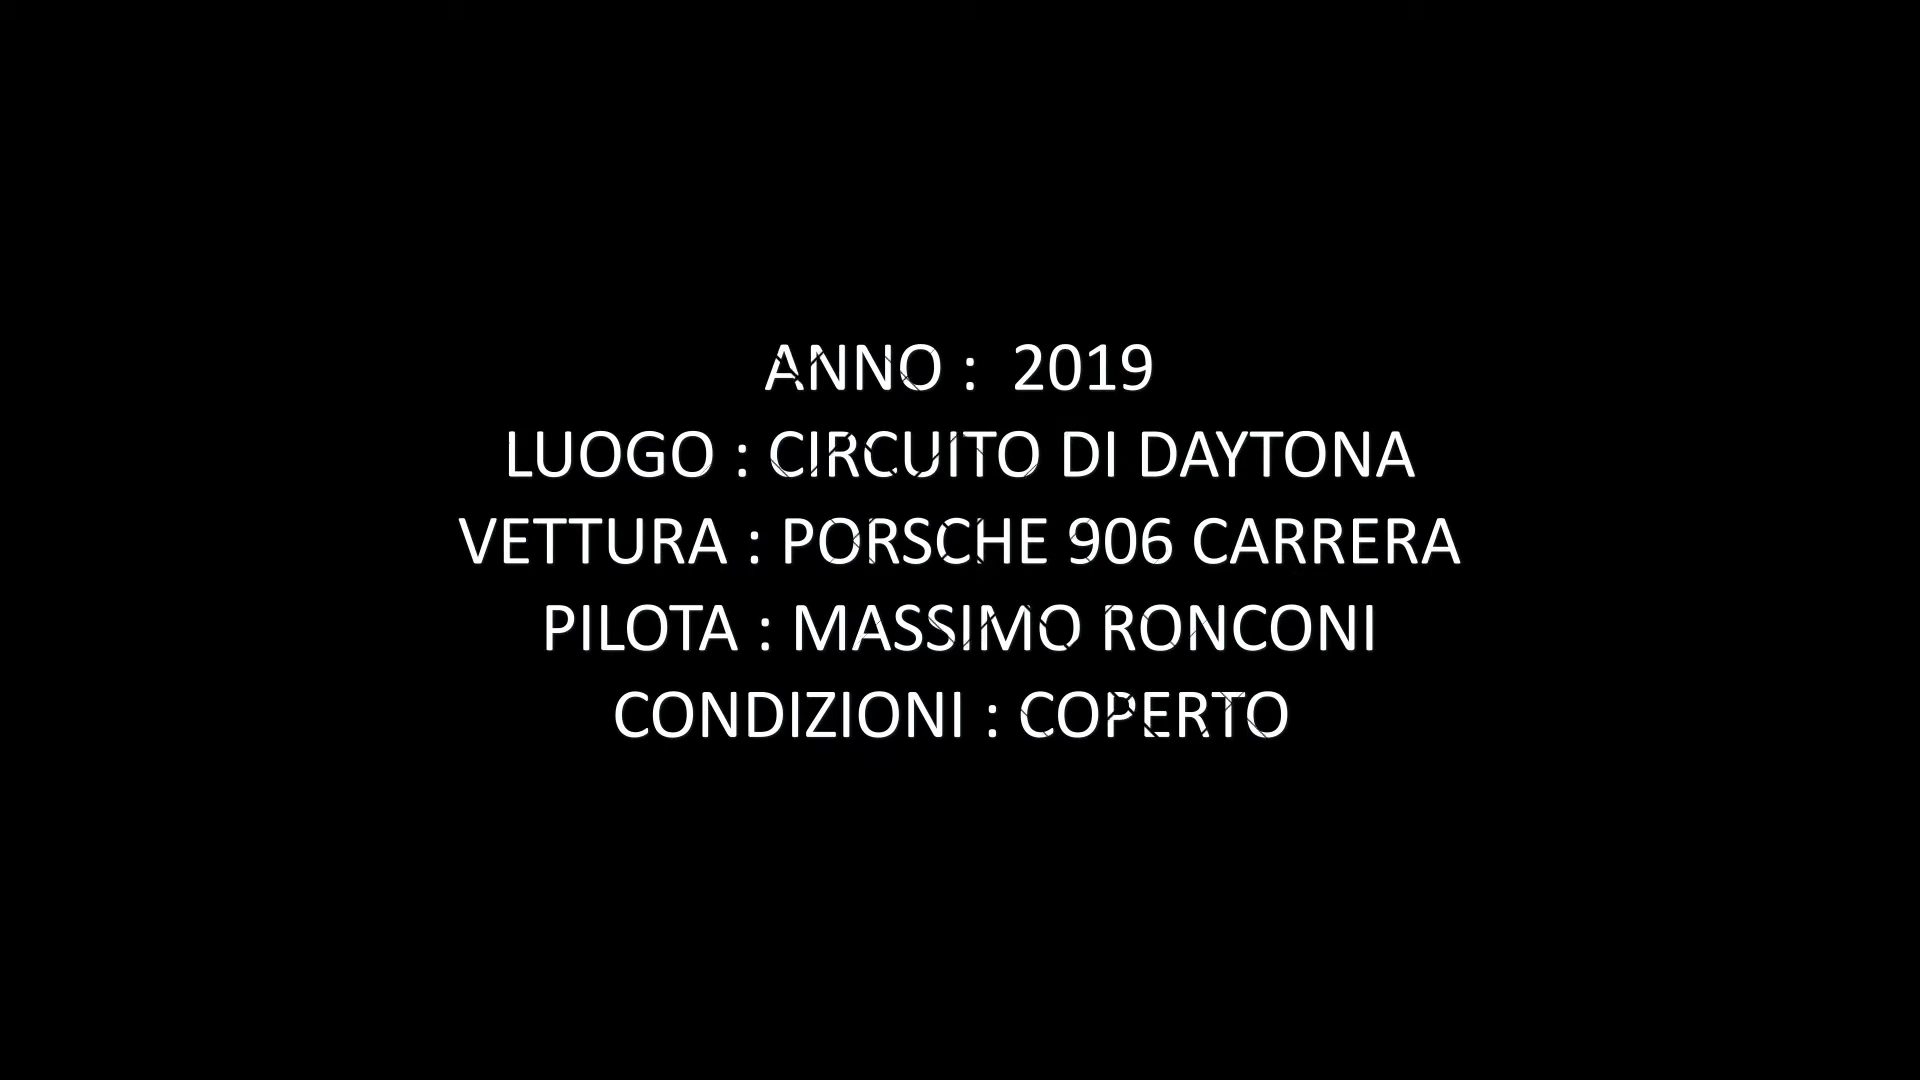 ANNO :  2019
LUOGO : CIRCUITO DI DAYTONA
VETTURA : PORSCHE 906 CARRERA
PILOTA : MASSIMO RONCONI
CONDIZIONI : COPERTO